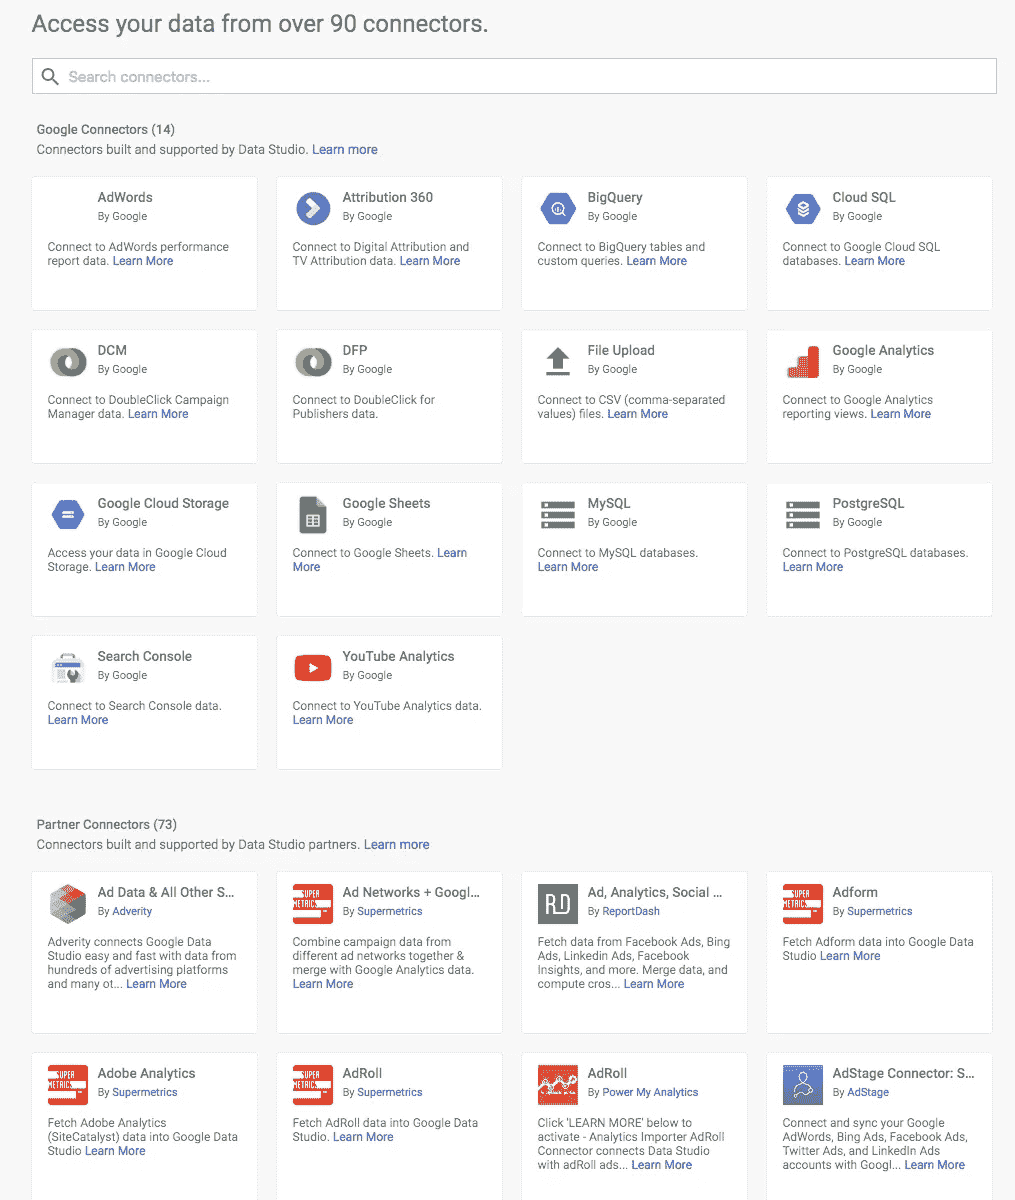 Access your data from over 90 connectors.
Search connectors...
Google Connectors (14)
Connectors built and supported by Data Studio. Learn more
AdWords
By Google
Connect to AdWords performance
report data. Learn More
Attribution 360
By Google
Connect to Digital Attribution and
TV Attribution data. Learn More
BigQuery
By Google
Connect to BigQuery tables and
custom queries. Learn More
Cloud SQL
By Google
Connect to Google Cloud SQL
databases. Learn More
DCM
By Google
Connect to DoubleClick Campaign
Manager data. Learn More
DFP
By Google
Connect to DoubleClick for
Publishers data.
File Upload
By Google
Connect to CSV (comma-separated
values) files. Learn More
Google Analytics
By Google
Connect to Google Analytics
reporting views. Learn More
Google Cloud Storage
By Google
Access your data in Google Cloud
Storage. Learn More
Google Sheets
By Google
Connect to Google Sheets. Learn
More
MySQL
By Google
Connect to MySQL databases.
Learn More
PostgreSQL
By Google
Connect to PostgreSQL databases.
Learn More
Search Console
By Google
Connect to Search Console data.
Learn More
YouTube Analytics
By Google
Connect to YouTube Analytics data.
Learn More
Partner Connectors (73)
Connectors built and supported by Data Studio partners. Learn more
Ad Data & All Other S...
By Adverity
Adverity connects Google Data
Studio easy and fast with data from
hundreds of advertising platforms
and many ot... Learn More
SUPER
METRICS
Ad Networks + Googl...
By Supermetrics
Combine campaign data from
different ad networks together &
merge with Google Analytics data.
Learn More
RD
Ad, Analytics, Social ...
By ReportDash
Fetch data from Facebook Ads, Bing
Ads, Linkedin Ads, Facebook
Insights, and more. Merge data, and
compute cros... Learn More
SUPER
METRICS
Adform
By Supermetrics
Fetch Adform data into Google Data
Studio Learn More
SUPER
METRICS
Adobe Analytics
By Supermetrics
Fetch Adobe Analytics
(SiteCatalyst) data into Google Data
Studio Learn More
SUPER
METRICS
AdRoll
By Supermetrics
Fetch AdRoll data into Google Data
Studio. Learn More
AdRoll
By Power My Analytics
Click 'LEARN MORE' below to
activate - Analytics Importer AdRoll
Connector connects Data Studio
with adRoll ads... Learn More
AdStage Connector: S...
By AdStage
Connect and sync your Google
AdWords, Bing Ads, Facebook Ads,
Twitter Ads, and LinkedIn Ads
accounts with Googl... Learn More